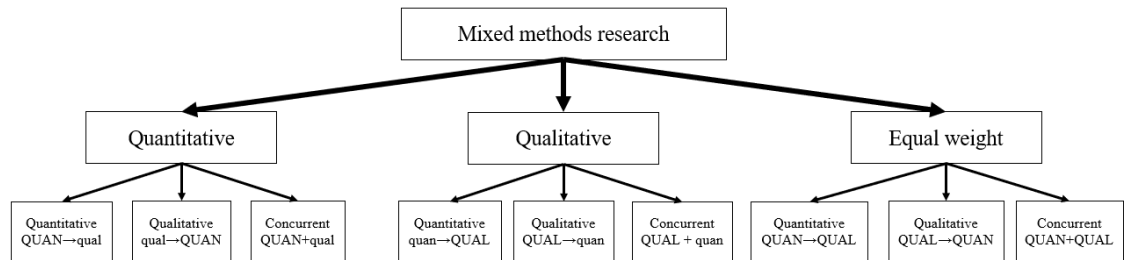 Mixed methods research
Quantitative
Qualitative
Equal weight
Quantitative
QUAN→qual
Qualitative
qual→QUAN
Concurrent
QUAN+qual
Quantitative
quan→QUAL
Qualitative
QUAL→quan
Concurrent
QUAL + quan
Quantitative
QUAN→QUAL
Qualitative
QUAL→QUAN
Concurrent
QUAN+QUAL